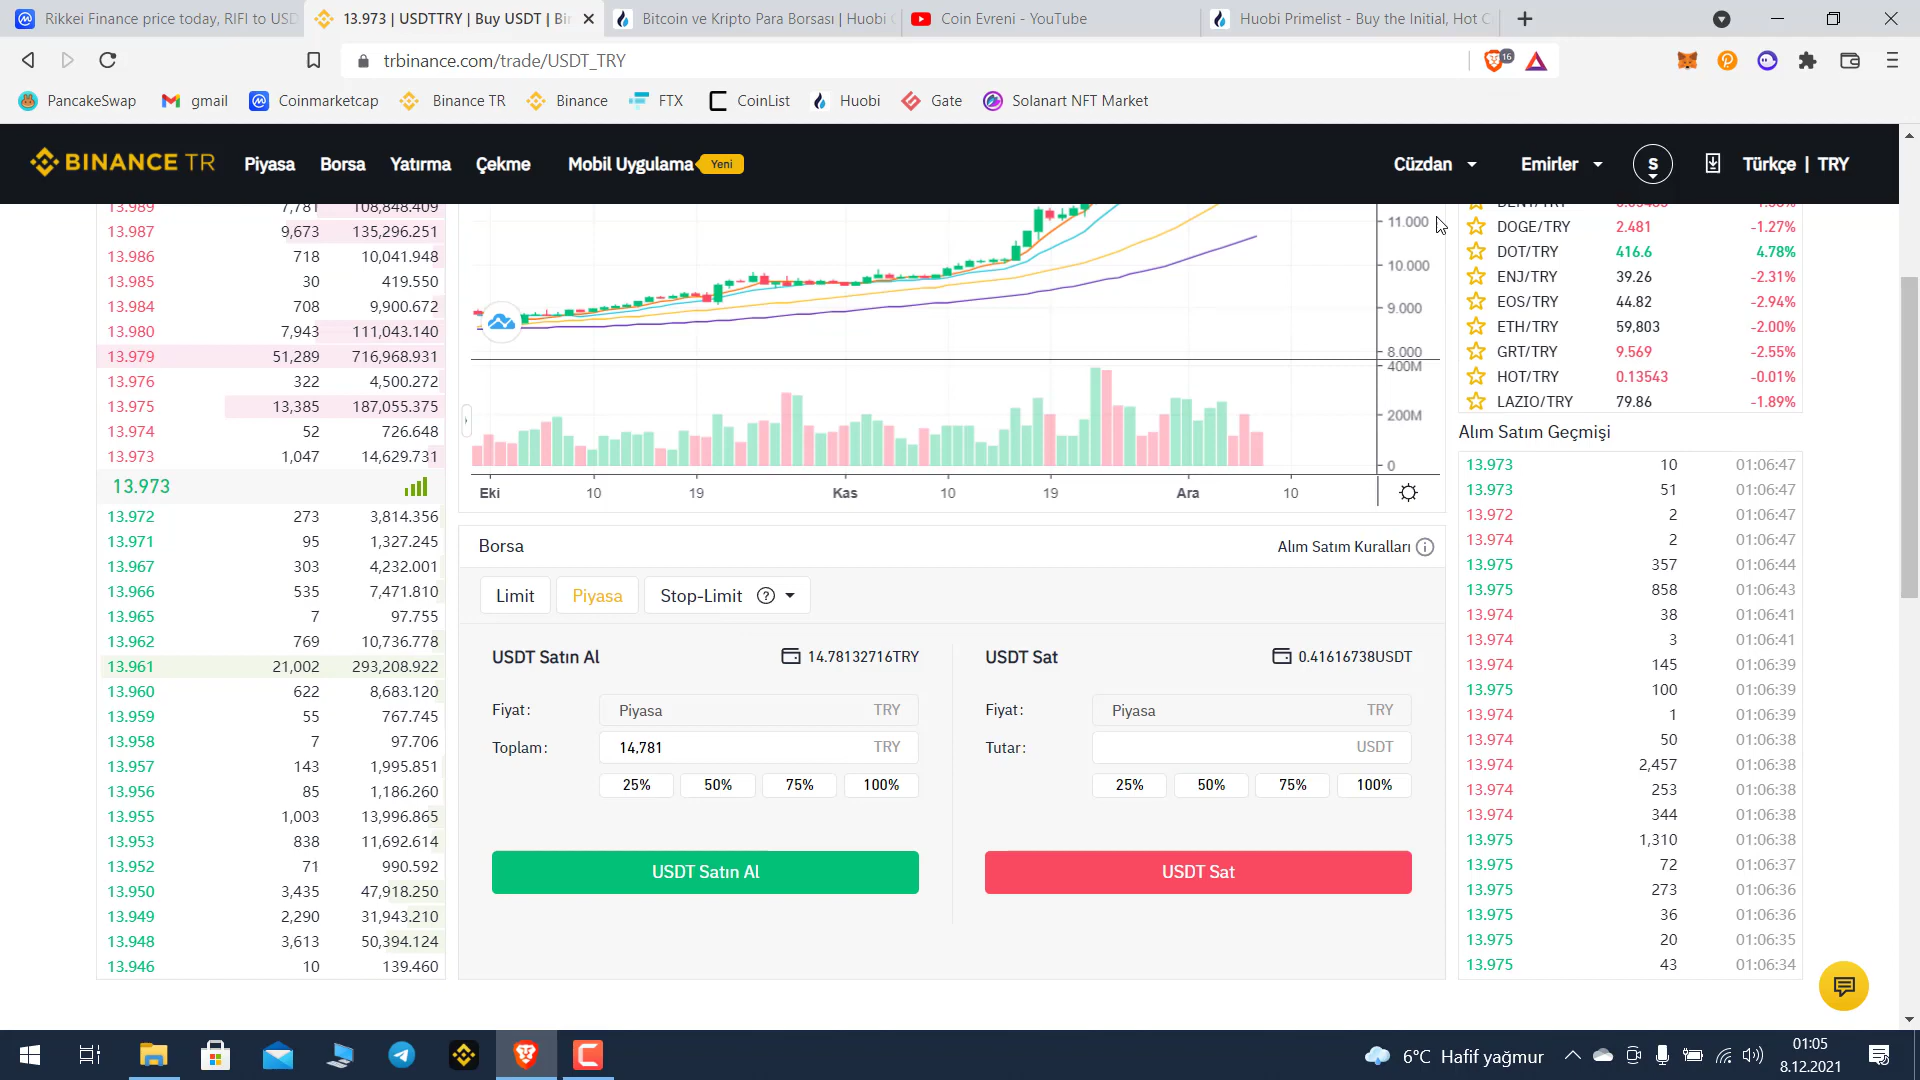 Rikkei Finance price today, RIFI to USD
13.973 | USDTTRY | Buy USDT | Bi
Bitcoin ve Kripto Para Borsası | Huobi
Coin Evreni - YouTube
Huobi Primelist - Buy the Initial, Hot
trbinance.com/trade/USDT_TRY
16
PancakeSwap gmail Coinmarketcap Binance TR Binance FTX CoinList Huobi Gate Solanart NFT Market
BINANCE TR Piyasa Borsa Yatırma Çekme Mobil Uygulama Yeni Cüzdan Emirler S Türkçe | TRY
13.989 7,781 108,848.409
13.987 9,673 135,296.251
13.986 718 10,041.948
13.985 30 419.550
13.984 708 9,900.672
13.980 7,943 111,043.140
13.979 51,289 716,968.931
13.976 322 4,500.272
13.975 13,385 187,055.375
13.974 52 726.648
13.973 1,047 14,629.731
13.973
13.972 273 3,814.356
13.971 95 1,327.245
13.967 303 4,232.001
13.966 535 7,471.810
13.965 7 97.755
13.962 769 10,736.778
13.961 21,002 293,208.922
13.960 622 8,683.120
13.959 55 767.745
13.958 7 97.706
13.957 143 1,995.851
13.956 85 1,186.260
13.955 1,003 13,996.865
13.953 838 11,692.614
13.952 71 990.592
13.950 3,435 47,918.250
13.949 2,290 31,943.210
13.948 3,613 50,394.124
13.946 10 139.460
11.000
10.000
9.000
8.000
400M
200M
0
Eki 10 19 Kas 10 19 Ara 10
Borsa
Alım Satım Kuralları
Limit Piyasa Stop-Limit
USDT Satın Al 14.78132716TRY
Fiyat: Piyasa TRY
Toplam: 14,781 TRY
25% 50% 75% 100%
USDT Satın Al
USDT Sat 0.41616738USDT
Fiyat: Piyasa TRY
Tutar: USDT
25% 50% 75% 100%
USDT Sat
DOGE/TRY 2.481 -1.27%
DOT/TRY 416.6 4.78%
ENJ/TRY 39.26 -2.31%
EOS/TRY 44.82 -2.94%
ETH/TRY 59,803 -2.00%
GRT/TRY 9.569 -2.55%
HOT/TRY 0.13543 -0.01%
LAZIO/TRY 79.86 -1.89%
Alım Satım Geçmişi
13.973 10 01:06:47
13.973 51 01:06:47
13.972 2 01:06:47
13.974 2 01:06:47
13.975 357 01:06:44
13.975 858 01:06:43
13.974 38 01:06:41
13.974 3 01:06:41
13.974 145 01:06:39
13.975 100 01:06:39
13.974 1 01:06:39
13.974 50 01:06:38
13.974 2,457 01:06:38
13.974 253 01:06:38
13.974 344 01:06:38
13.975 1,310 01:06:38
13.975 72 01:06:37
13.975 273 01:06:36
13.975 36 01:06:36
13.975 20 01:06:35
13.975 43 01:06:34
6°C Hafif yağmur
01:05
8.12.2021